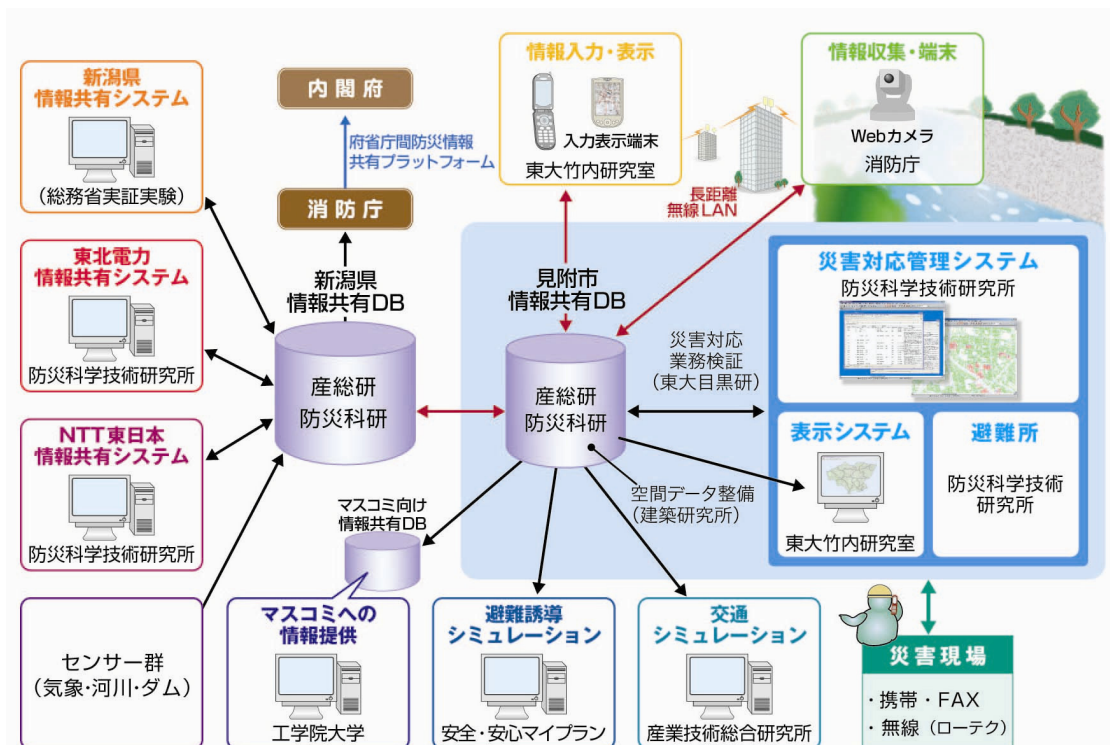 新潟県
情報共有システム
(総務省実証実験)
内閣府
府省庁間防災情報
共有プラットフォーム
消防庁
情報入力・表示
入力表示端末
東大竹内研究室
長距離
無線LAN
情報収集・端末
Webカメラ
消防庁
東北電力
情報共有システム
防災科学技術研究所
NTT東日本
情報共有システム
防災科学技術研究所
センサー群
(気象・河川・ダム)
新潟県
情報共有DB
産総研
防災科研
見附市
情報共有DB
産総研
防災科研
災害対応
業務検証
(東大目黒研)
空間データ整備
(建築研究所)
災害対応管理システム
防災科学技術研究所
表示システム
東大竹内研究室
避難所
防災科学技術
研究所
マスコミ向け
情報共有DB
マスコミへの
情報提供
工学院大学
避難誘導
シミュレーション
安全・安心マイプラン
交通
シミュレーション
産業技術総合研究所
災害現場
・携帯・FAX
・無線(ローテク)